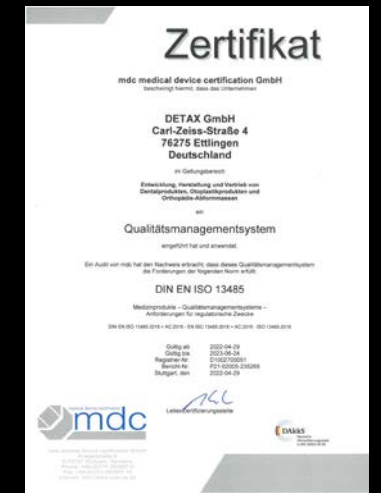 Zertifikat
mdc medical device certification GmbH
bescheinigt hiermit, dass das Unternehmen
DETAX GmbH
Carl-Zeiss-Straße 4
76275 Ettlingen
Deutschland
im Geltungsbereich
Entwicklung, Herstellung und Vertrieb von
Dentalprodukten, Otoplastikprodukten und
Orthopädie-Abformmassen
ein
Qualitätsmanagementsystem
eingeführt hat und anwendet.
Ein Audit von mdc hat den Nachweis erbracht, dass dieses Qualitätsmanagementsystem
die Forderungen der folgenden Norm erfüllt:
DIN EN ISO 13485
Medizinprodukte – Qualitätsmanagementsysteme –
Anforderungen für regulatorische Zwecke
Gültig ab 2022-04-29
Gültig bis 2023-06-24
Register-Nr. D1002700051
Bericht-Nr. P21-02005-235265
Stuttgart, den 2022-04-29
Leiter Zertifizierungsstelle
mdc
DAkkS